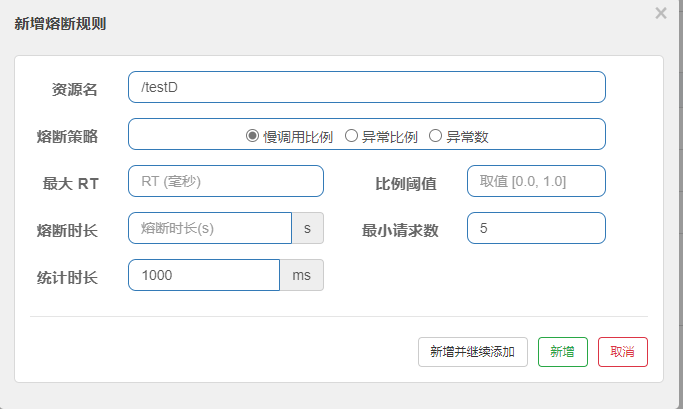 新增熔断规则
×
资源名 /testD
熔断策略 慢调用比例 异常比例 异常数
最大 RT RT (毫秒) 比例阈值 取值 [0.0, 1.0]
熔断时长 熔断时长(s) s 最小请求数 5
统计时长 1000 ms
新增并继续添加 新增 取消